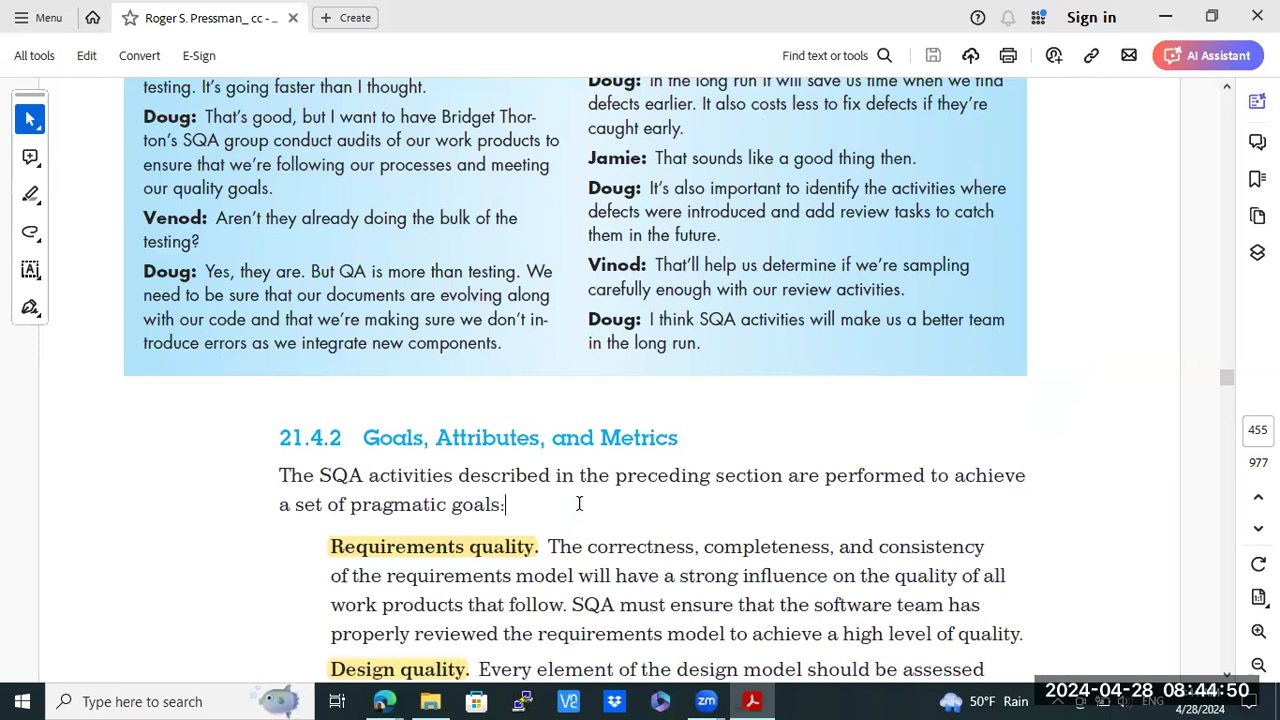 Menu
Roger S. Pressman_ cc - ...
Create
Sign in
All tools
Edit
Convert
E-Sign
Find text or tools
AI Assistant
testing. It's going faster than I thought.
Doug: That's good, but I want to have Bridget Thor-
ton's SQA group conduct audits of our work products to
ensure that we're following our processes and meeting
our quality goals.
Venod: Aren't they already doing the bulk of the
testing?
Doug: Yes, they are. But QA is more than testing. We
need to be sure that our documents are evolving along
with our code and that we're making sure we don't in-
troduce errors as we integrate new components.
Doug: In the long run it will save us time when we find
defects earlier. It also costs less to fix defects if they're
caught early.
Jamie: That sounds like a good thing then.
Doug: It's also important to identify the activities where
defects were introduced and add review tasks to catch
them in the future.
Vinod: That'll help us determine if we're sampling
carefully enough with our review activities.
Doug: I think SQA activities will make us a better team
in the long run.
21.4.2 Goals, Attributes, and Metrics
The SQA activities described in the preceding section are performed to achieve
a set of pragmatic goals:
Requirements quality. The correctness, completeness, and consistency
of the requirements model will have a strong influence on the quality of all
work products that follow. SQA must ensure that the software team has
properly reviewed the requirements model to achieve a high level of quality.
Design quality. Every element of the design model should be assessed
455
977
Type here to search
50°F Rain
ENG
2024-04-28 08:44:50
4/28/2024